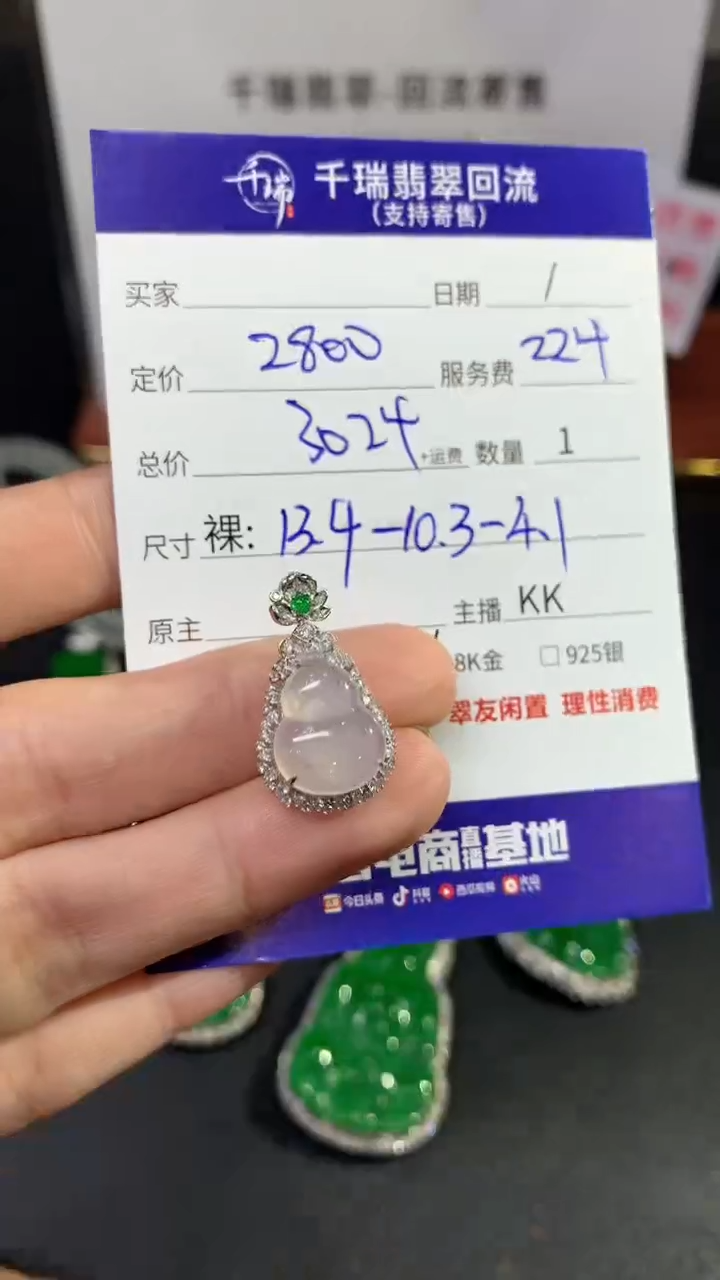 千瑞翡翠·回流寄售
千瑞 千瑞翡翠回流
(支持寄售)
买家 日期 /
定价 2800 服务费 224
总价 3024 +运费 数量 1
尺寸 裸: 13.4-10.3-4.1
原主 主播 KK
8K金 □ 925银
翠友闲置 理性消费
电商直播基地
今日头条 抖音 西瓜视频 火山